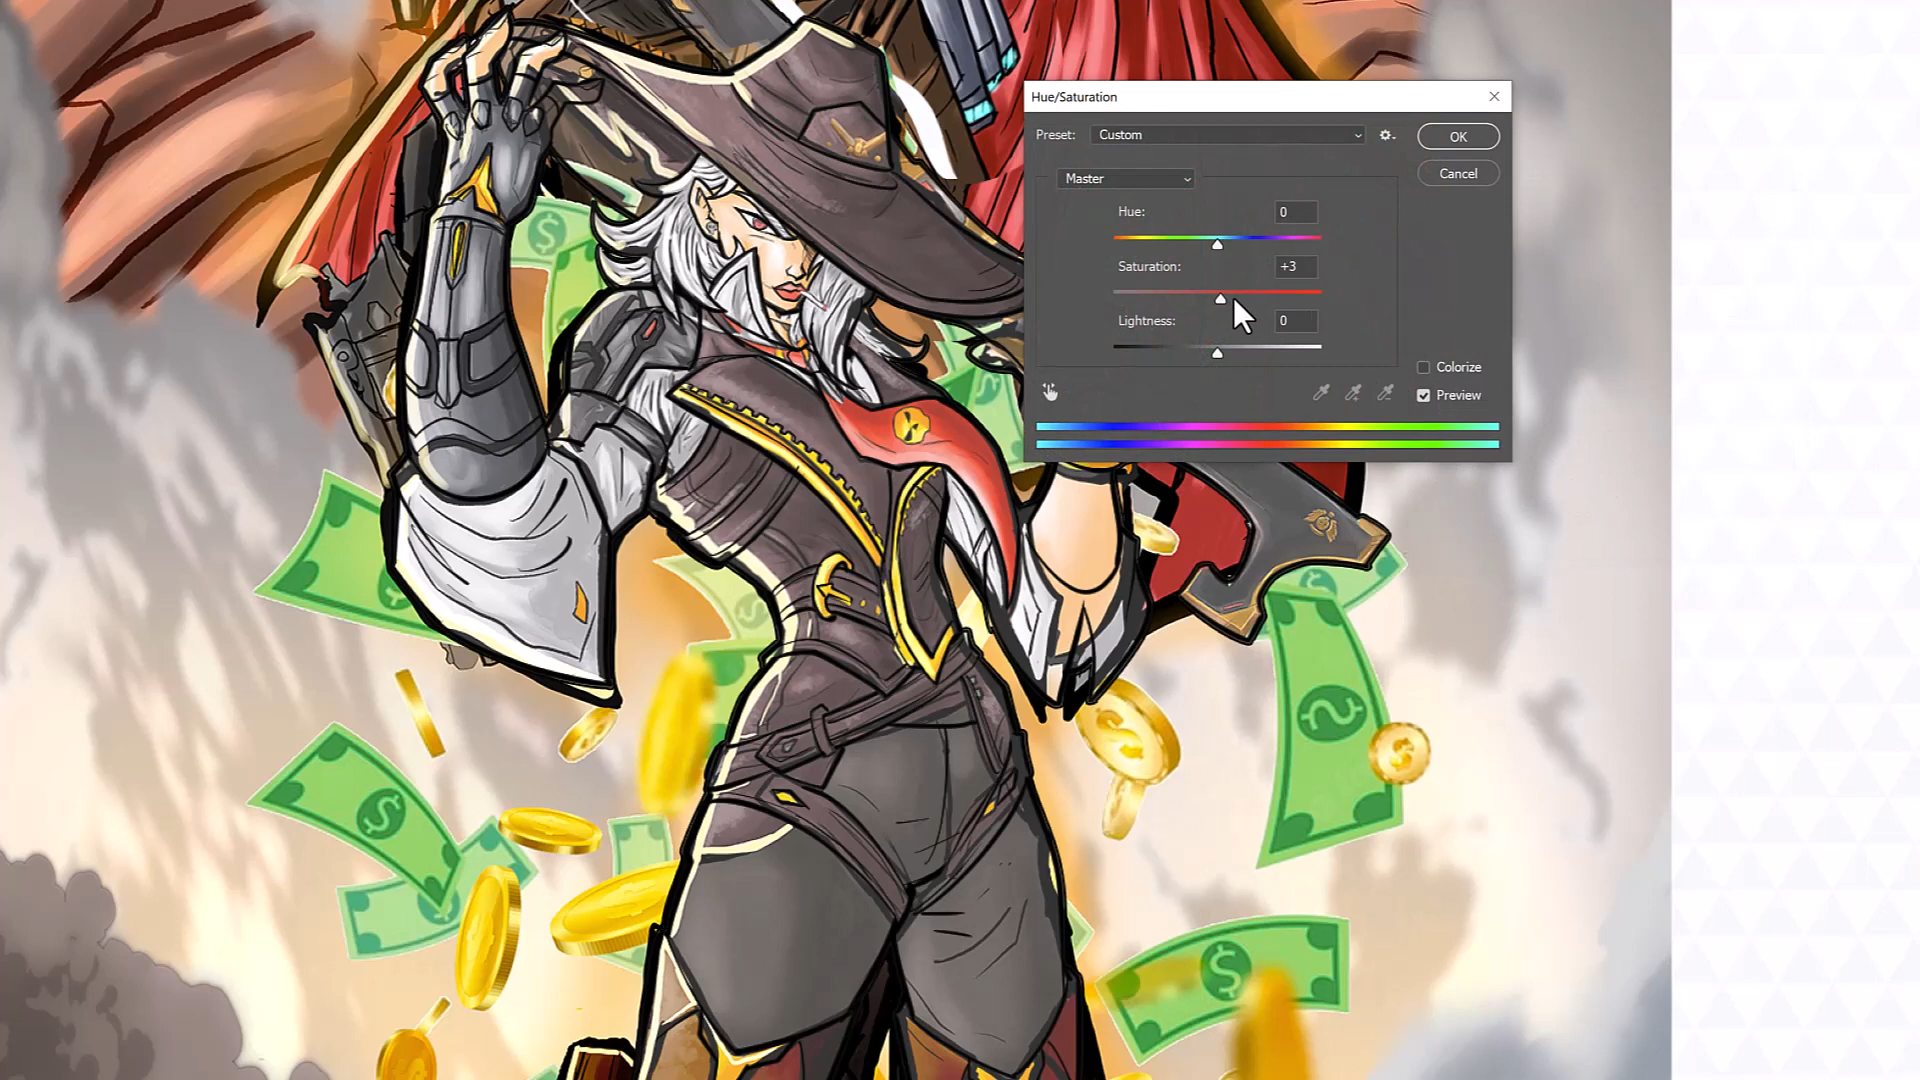 Hue/Saturation
Preset: Custom
OK
Cancel
Master
Hue: 0
Saturation: +3
Lightness: 0
Colorize
Preview
$
$
$
$
$
$